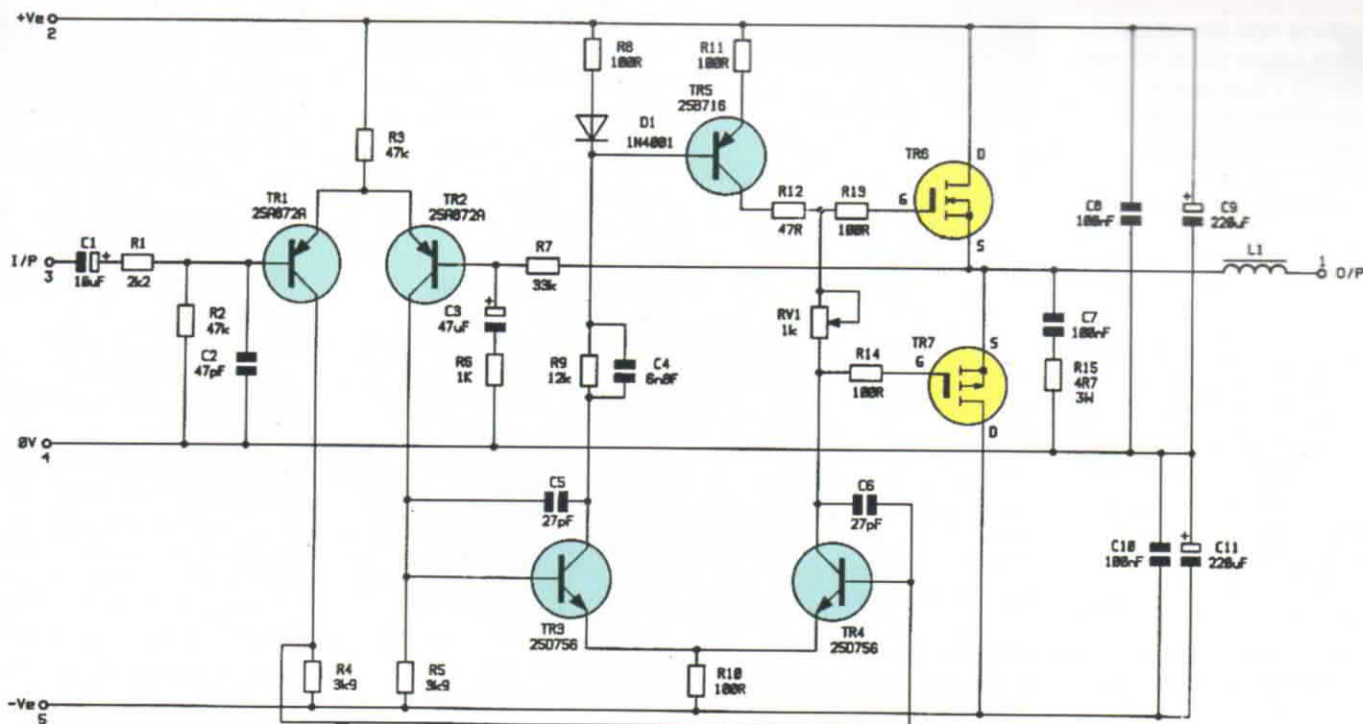 +Ve
2
R8
100R
R11
100R
TR5
2SB716
D1
1N4001
R3
47k
TR6
D
G
S
R12
47R
R13
100R
C8
100nF
C9
220uF
TR1
2SA872A
TR2
2SA872A
I/P
3
C1
10uF
R1
2k2
R7
33k
L1
1
O/P
R2
47k
C2
47pF
C3
47uF
R6
1K
R9
12k
C4
6n8F
RV1
1k
R14
100R
TR7
G
S
D
C7
100nF
R15
4R7
3W
0V
4
C5
27pF
C6
27pF
C10
100nF
C11
220uF
TR3
2SD756
TR4
2SD756
R4
3k9
R5
3k9
R10
100R
-Ve
5